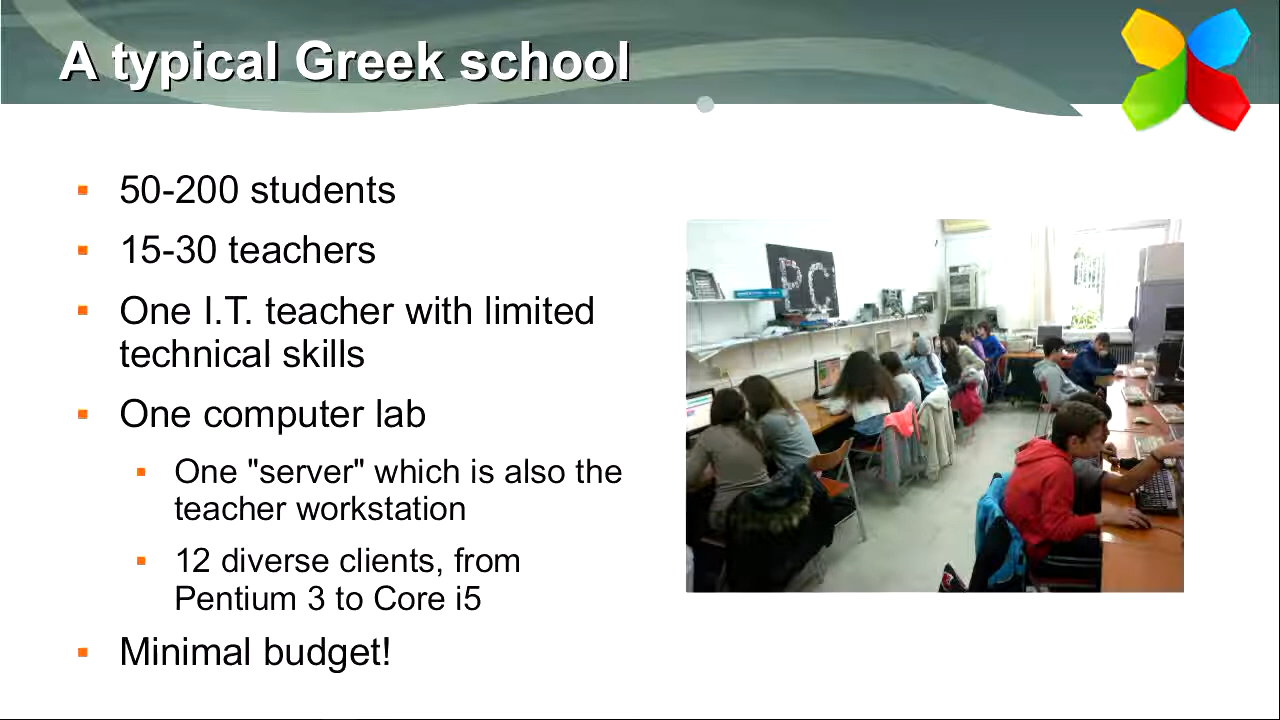 A typical Greek school
50-200 students
15-30 teachers
One I.T. teacher with limited
technical skills
One computer lab
One "server" which is also the
teacher workstation
12 diverse clients, from
Pentium 3 to Core i5
Minimal budget!
PC